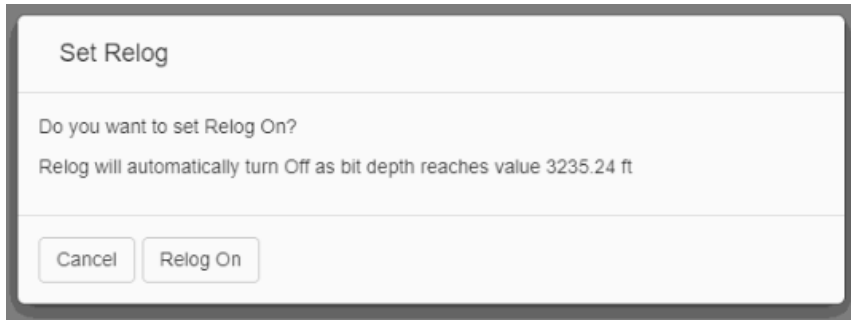 Set Relog
Do you want to set Relog On?
Relog will automatically turn Off as bit depth reaches value 3235.24 ft
Cancel
Relog On